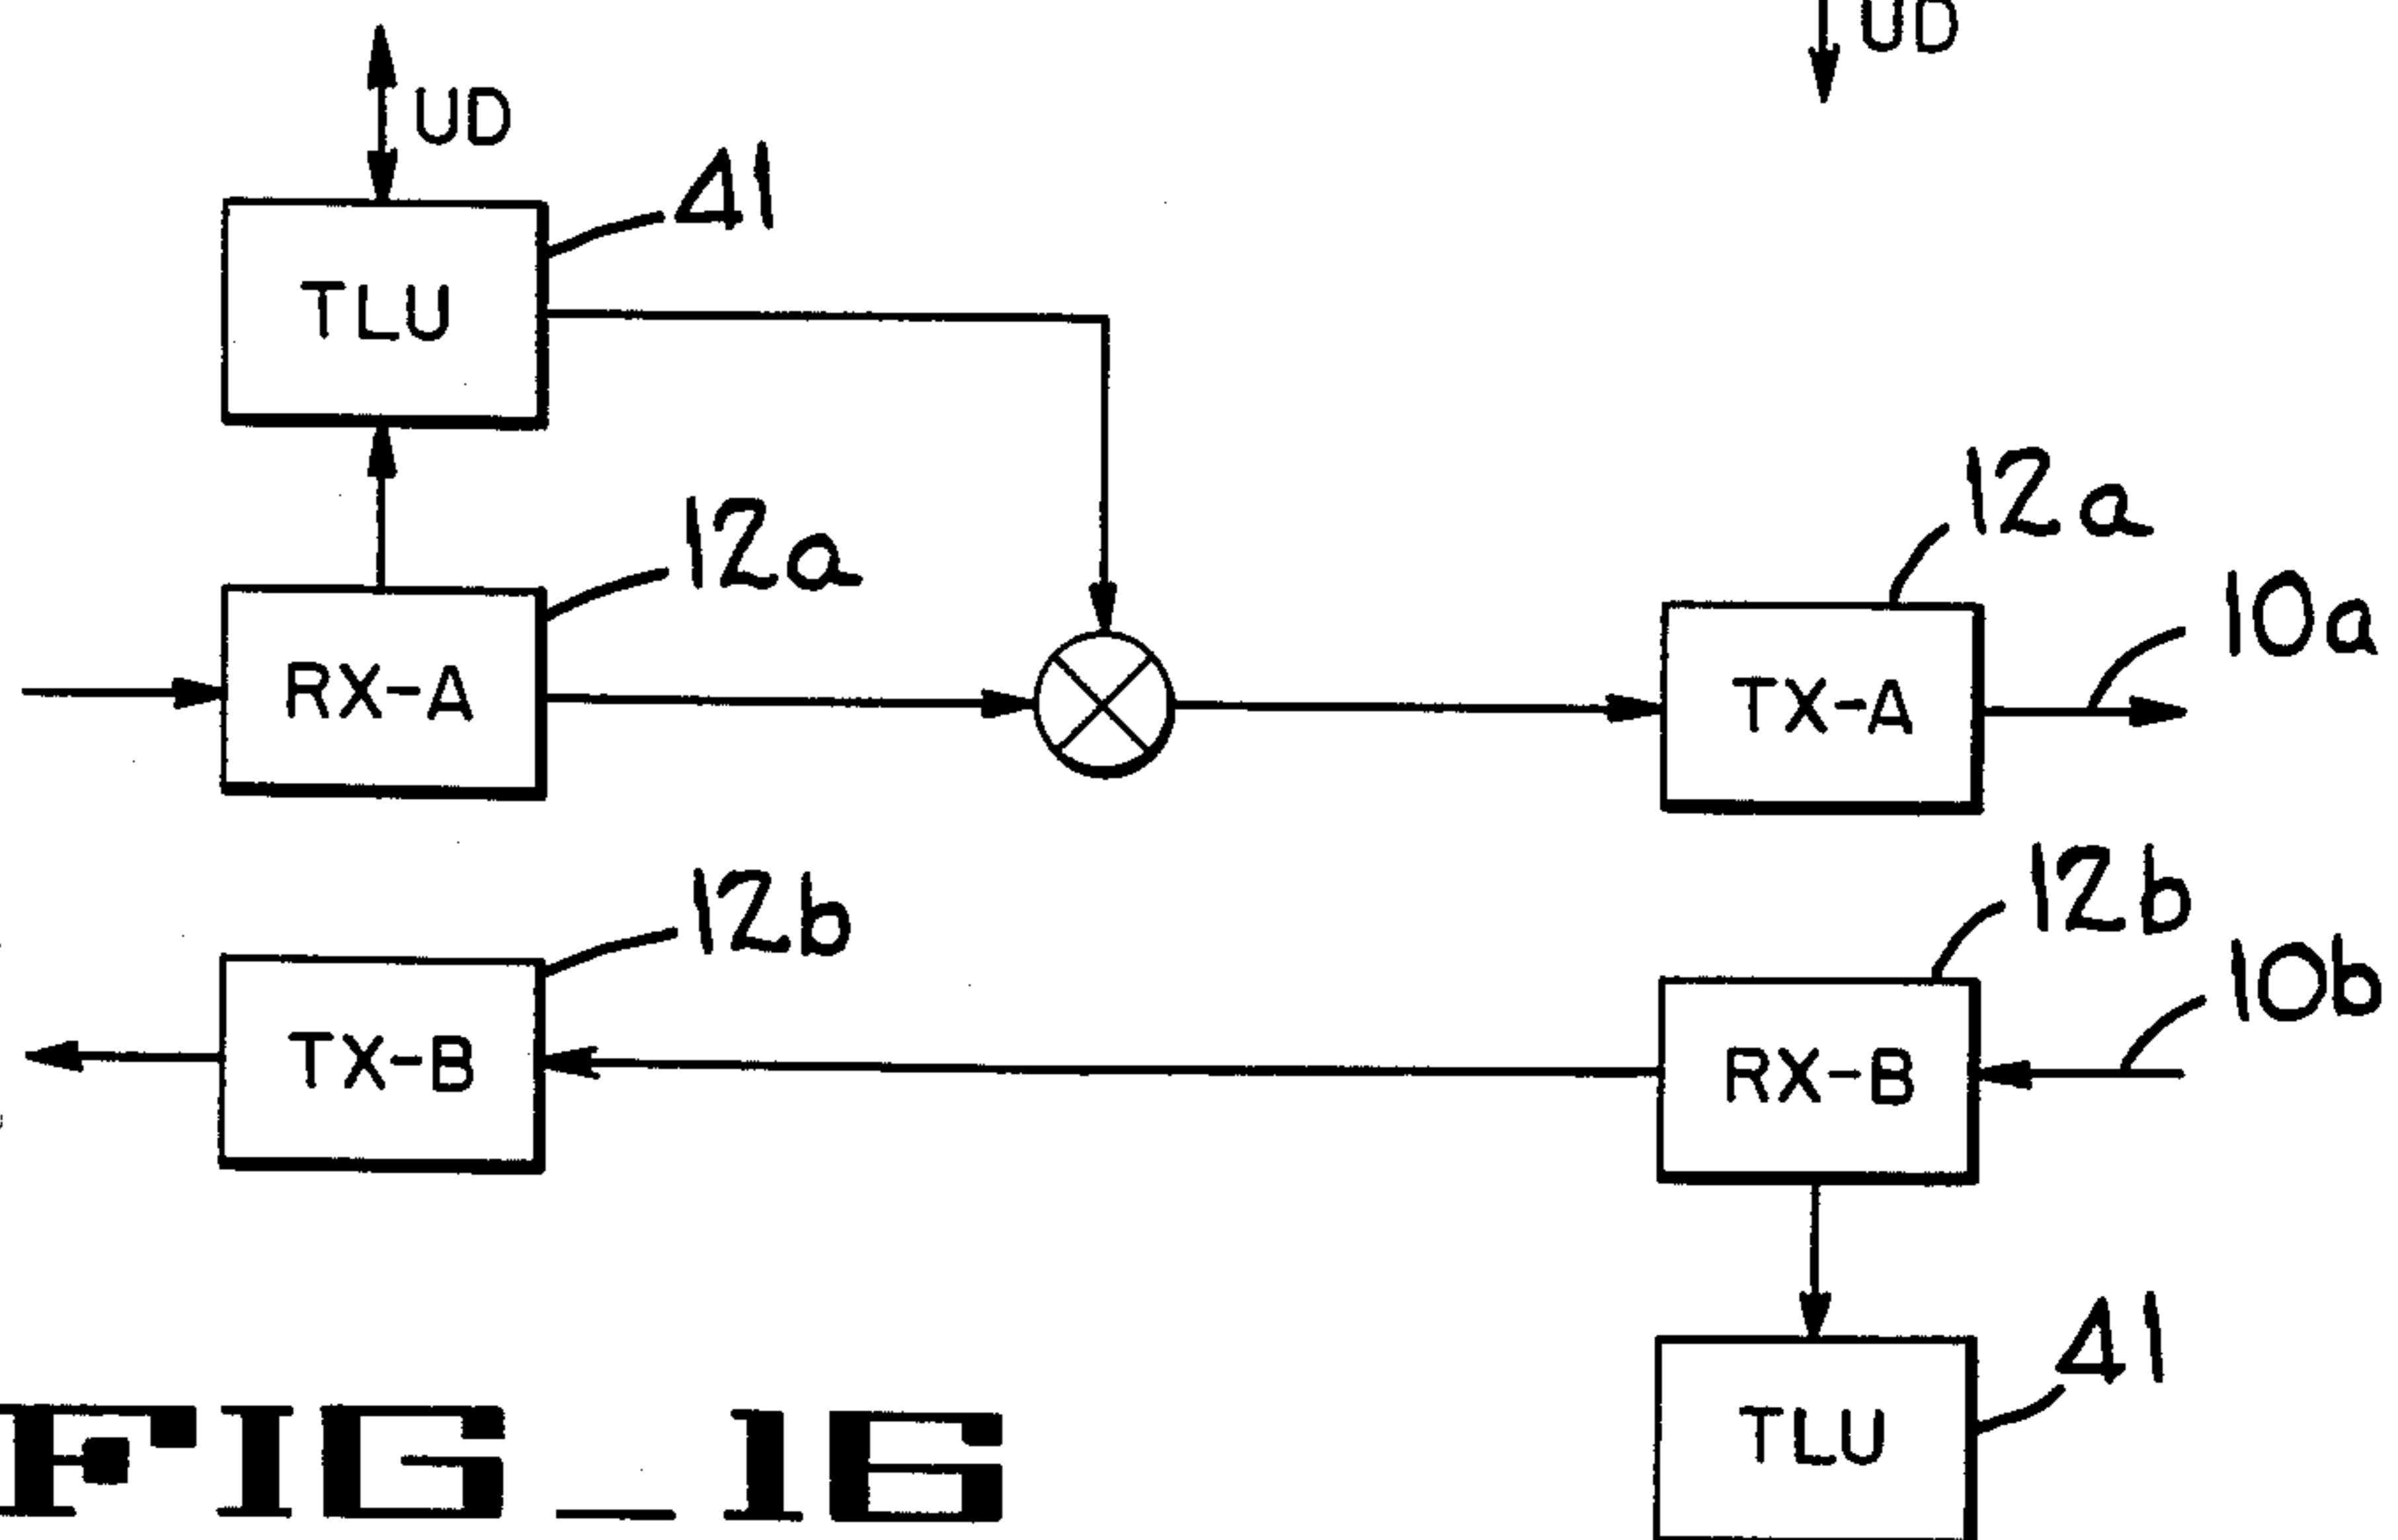 UD
UD
41
TLU
12a
12a
10a
RX-A
TX-A
12b
12b
10b
TX-B
RX-B
41
TLU
FIG_16